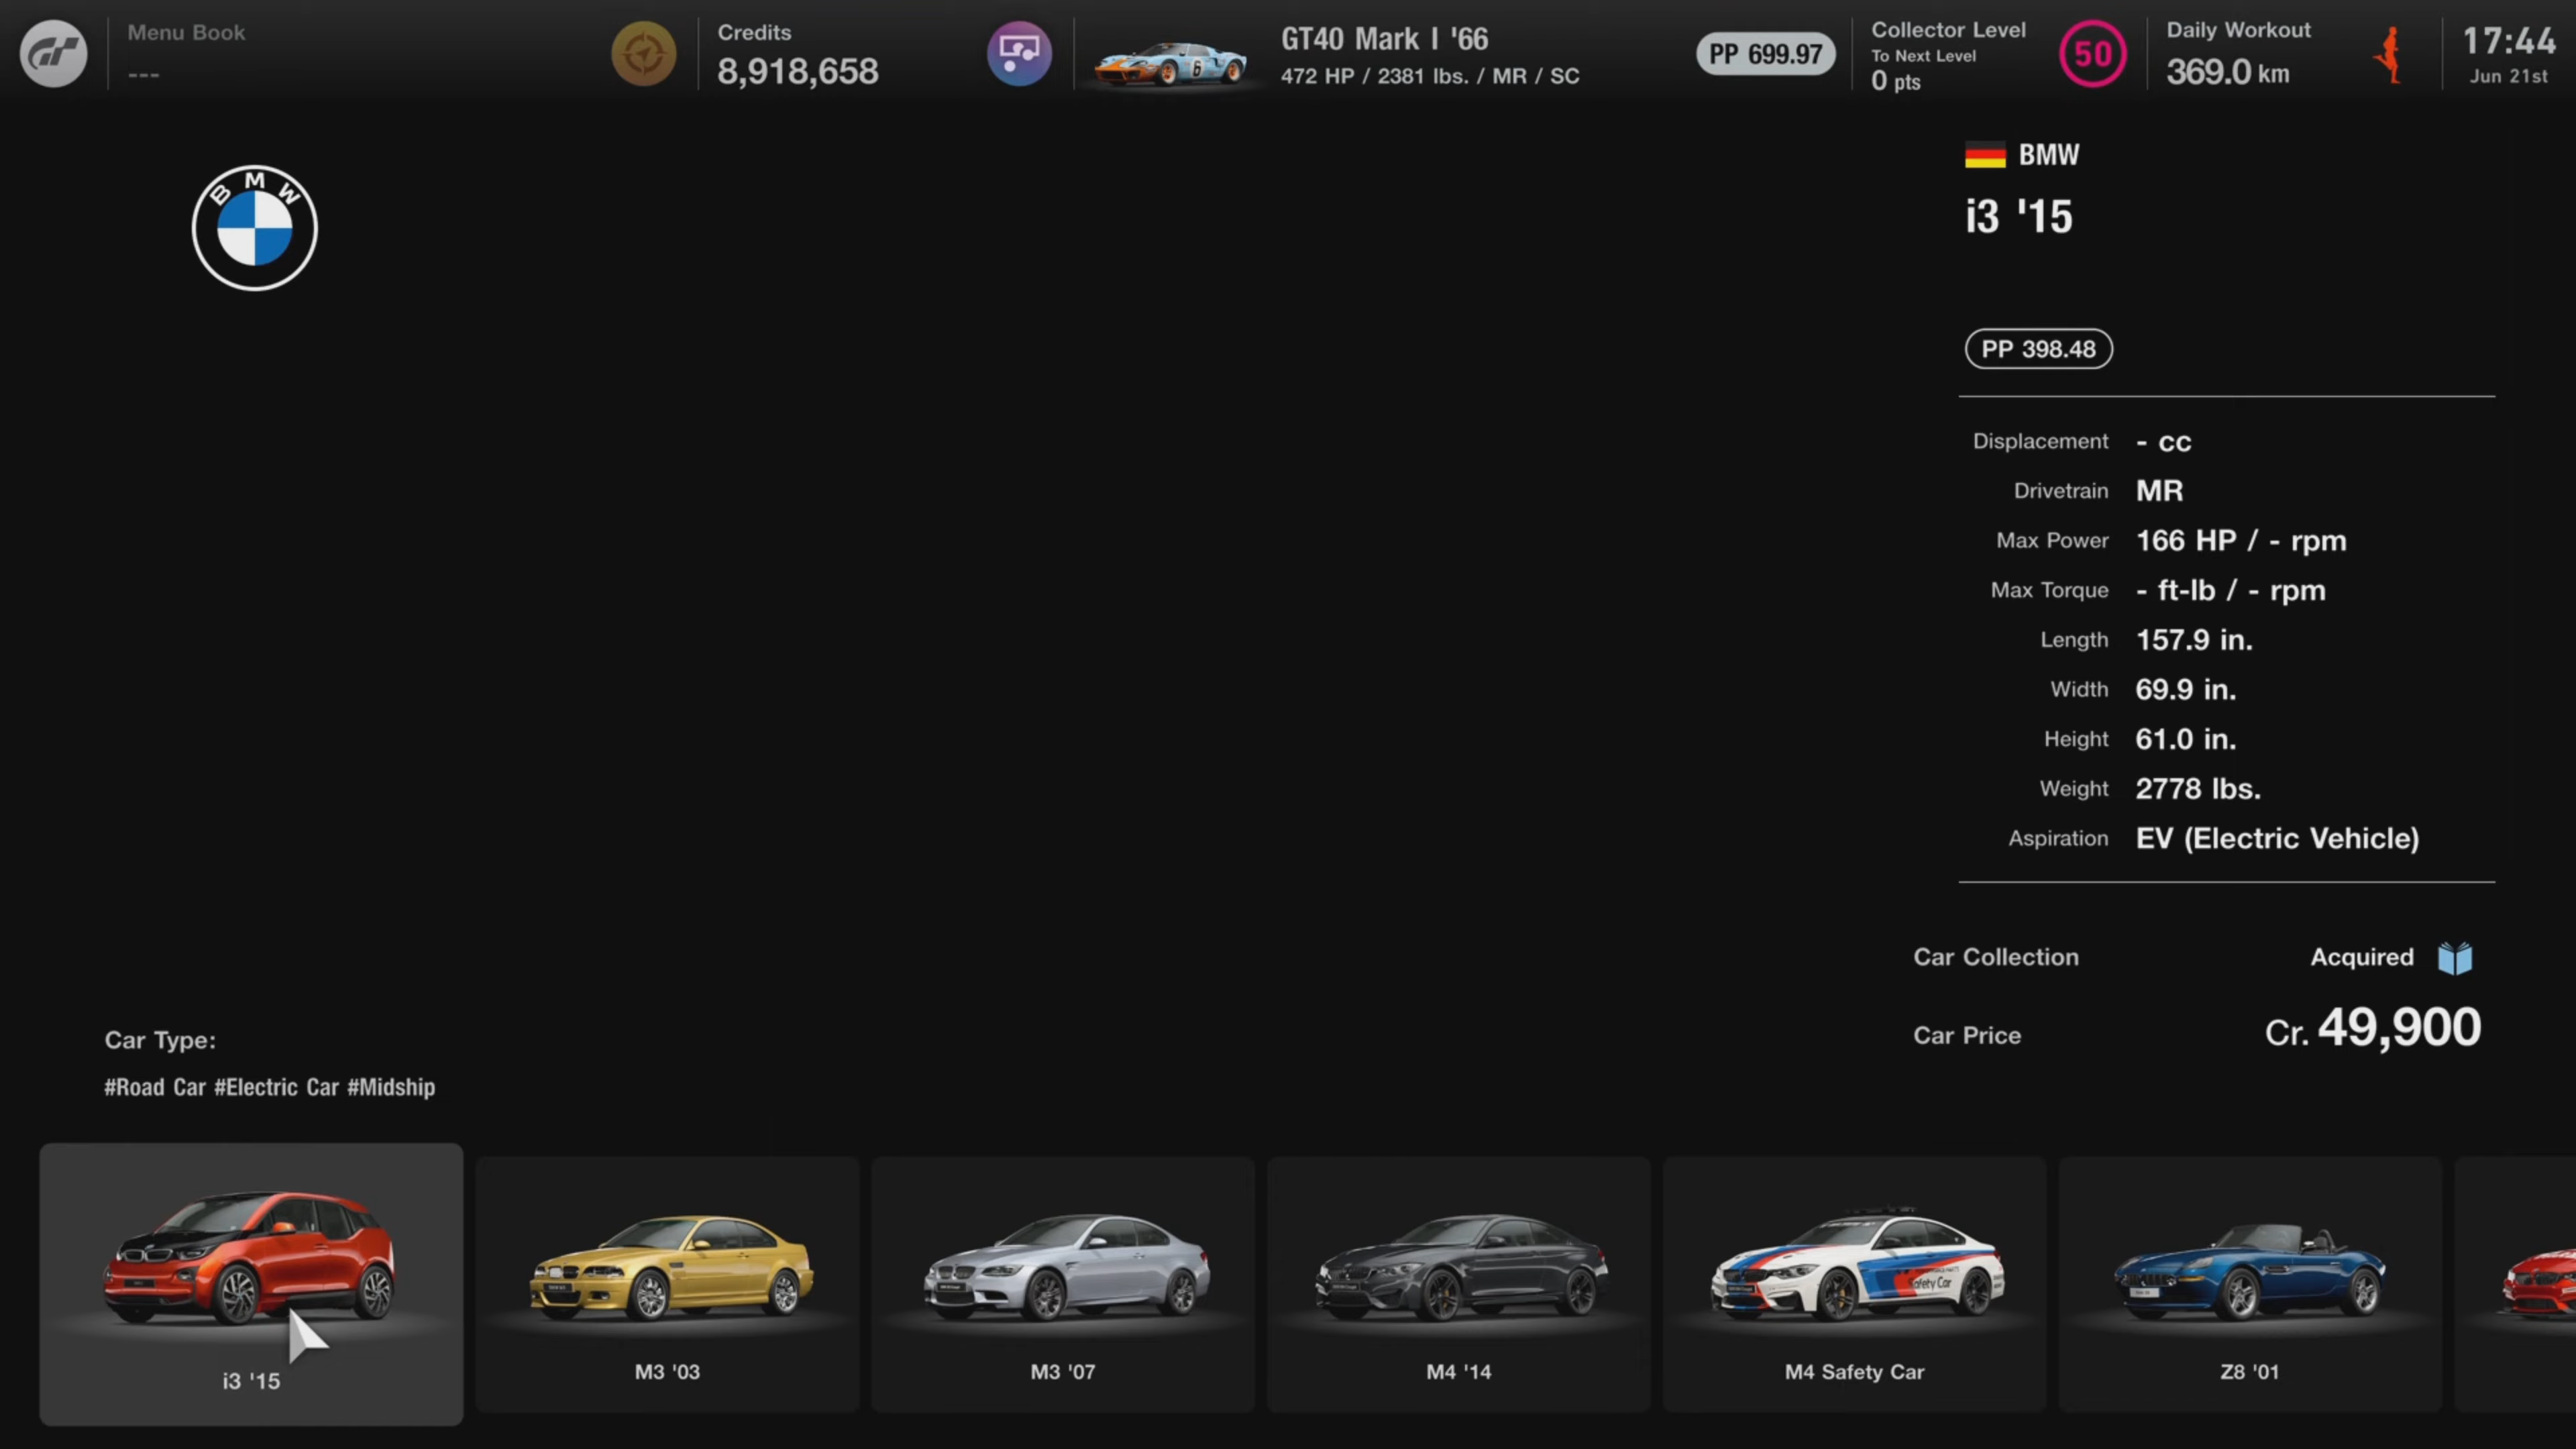 Menu Book
---
Credits
8,918,658
6
GT40 Mark I '66
472 HP / 2381 lbs. / MR / SC
PP 699.97
Collector Level
To Next Level
0 pts
50
Daily Workout
369.0 km
17:44
Jun 21st
BMW
BMW
i3 '15
PP 398.48
Displacement - cc
Drivetrain MR
Max Power 166 HP / - rpm
Max Torque - ft-lb / - rpm
Length 157.9 in.
Width 69.9 in.
Height 61.0 in.
Weight 2778 lbs.
Aspiration EV (Electric Vehicle)
Car Collection Acquired
Car Price Cr. 49,900
Car Type:
#Road Car #Electric Car #Midship
Safety Car
i3 '15
M3 '03
M3 '07
M4 '14
M4 Safety Car
Z8 '01